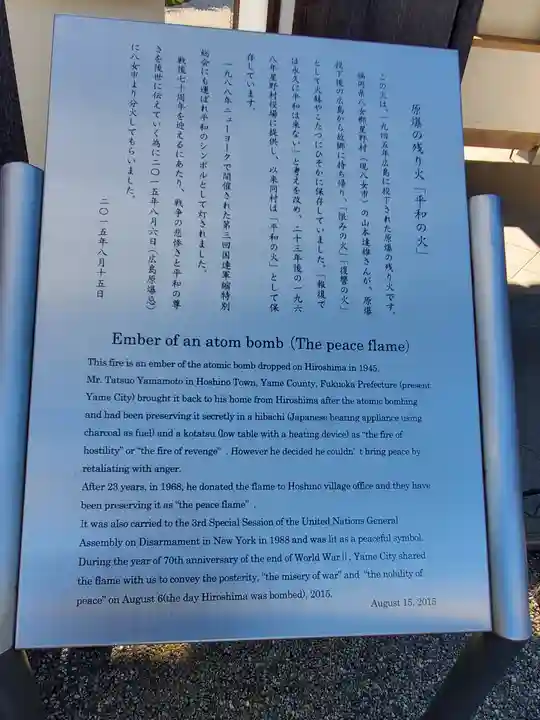 原爆の残り火「平和の火」
この火は、一九四五年広島に投下された原爆の残り火です。
福岡県八女郡星野村（現八女市）の山本達雄さんが、原爆
投下後の広島から故郷に持ち帰り、「恨みの火」「復讐の火」
として火鉢やこたつにひそかに保存していました。「報復で
は永久に平和は来ない」と考えを改め、二十三年後の一九六
八年星野村役場に提供し、以来同村は「平和の火」として保
存しています。
一九八八年ニューヨークで開催された第三回国連軍縮特別
総会にも運ばれ平和のシンボルとして灯されました。
戦後七十周年を迎えるにあたり、戦争の悲惨さと平和の尊
さを後世に伝えていく為に二〇一五年八月六日（広島原爆忌）
に八女市より分火してもらいました。
二〇一五年八月十五日
Ember of an atom bomb (The peace flame)
This fire is an ember of the atomic bomb dropped on Hiroshima in 1945.
Mr. Tatsuo Yamamoto in Hoshino Town, Yame County, Fukuoka Prefecture (present
Yame City) brought it back to his home from Hiroshima after the atomic bombing
and had been preserving it secretly in a hibachi (Japanese heating appliance using
charcoal as fuel) and a kotatsu (low table with a heating device) as "the fire of
hostility" or "the fire of revenge" . However he decided he couldn't bring peace by
retaliating with anger.
After 23 years, in 1968, he donated the flame to Hoshino village office and they have
been preserving it as "the peace flame" .
It was also carried to the 3rd Special Session of the United Nations General
Assembly on Disarmament in New York in 1988 and was lit as a peaceful symbol.
During the year of 70th anniversary of the end of World War II, Yame City shared
the flame with us to convey the posterity, "the misery of war" and "the nobility of
peace" on August 6(the day Hiroshima was bombed), 2015.
August 15, 2015